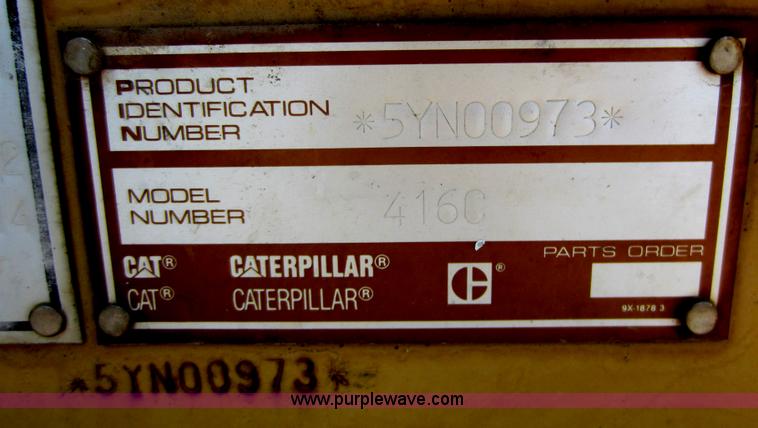 PRODUCT
IDENTIFICATION
NUMBER
*5YN00973*
MODEL
NUMBER
416C
PARTS ORDER
CAT® CATERPILLAR® C®
CAT® CATERPILLAR®
9X-1878 3
*5YN00973*
www.purplewave.com